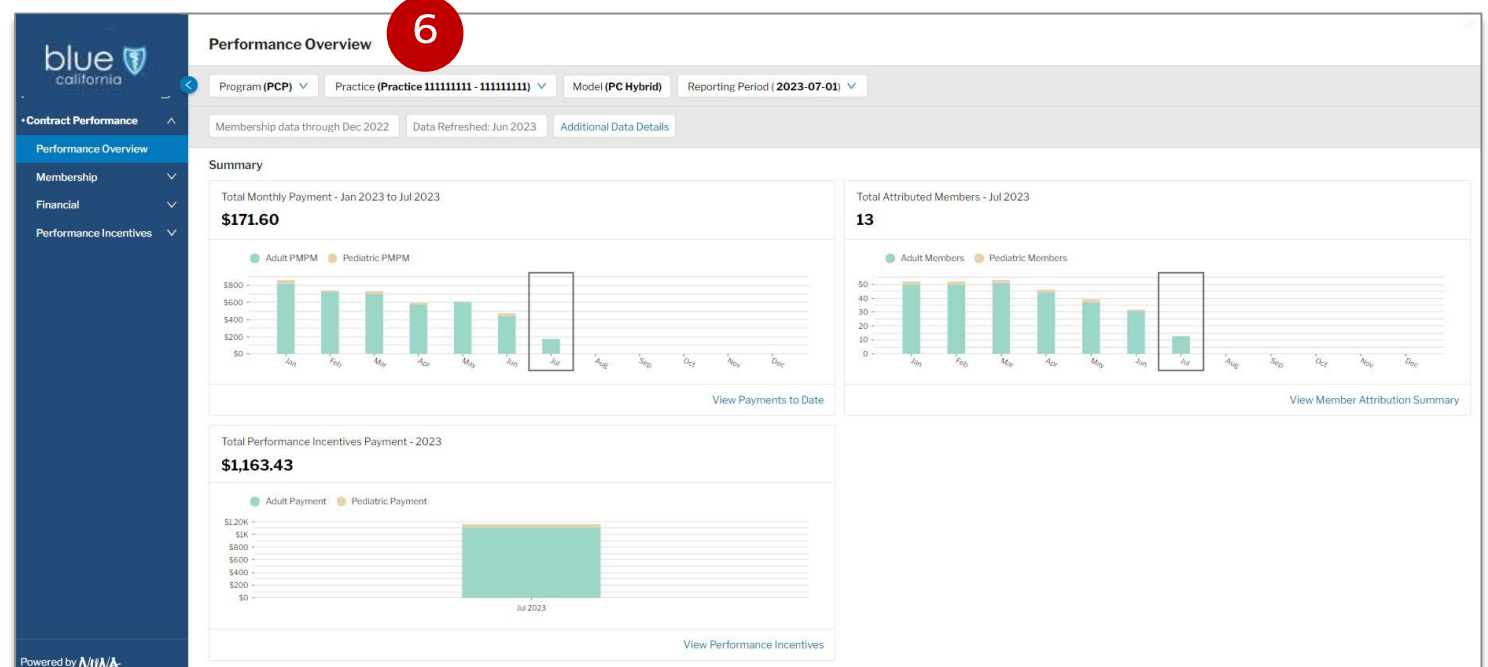 6
blue
california
• Contract Performance
Performance Overview
Membership
Financial
Performance Incentives
Powered by NUNA
Performance Overview
Program (PCP)
Practice (Practice 111111111 - 111111111)
Model (PC Hybrid)
Reporting Period ( 2023-07-01)
Membership data through Dec 2022
Data Refreshed: Jun 2023
Additional Data Details
Summary
Total Monthly Payment - Jan 2023 to Jul 2023
$171.60
Adult PMPM Pediatric PMPM
$800
$600
$400
$200
$0
Jan Feb Mar Apr May Jun Jul Aug Sep Oct Nov Dec
View Payments to Date
Total Attributed Members - Jul 2023
13
Adult Members Pediatric Members
50
40
30
20
10
0
Jan Feb Mar Apr May Jun Jul Aug Sep Oct Nov Dec
View Member Attribution Summary
Total Performance Incentives Payment - 2023
$1,163.43
Adult Payment Pediatric Payment
$1.20K
$1K
$800
$600
$400
$200
$0
Jul 2023
View Performance Incentives